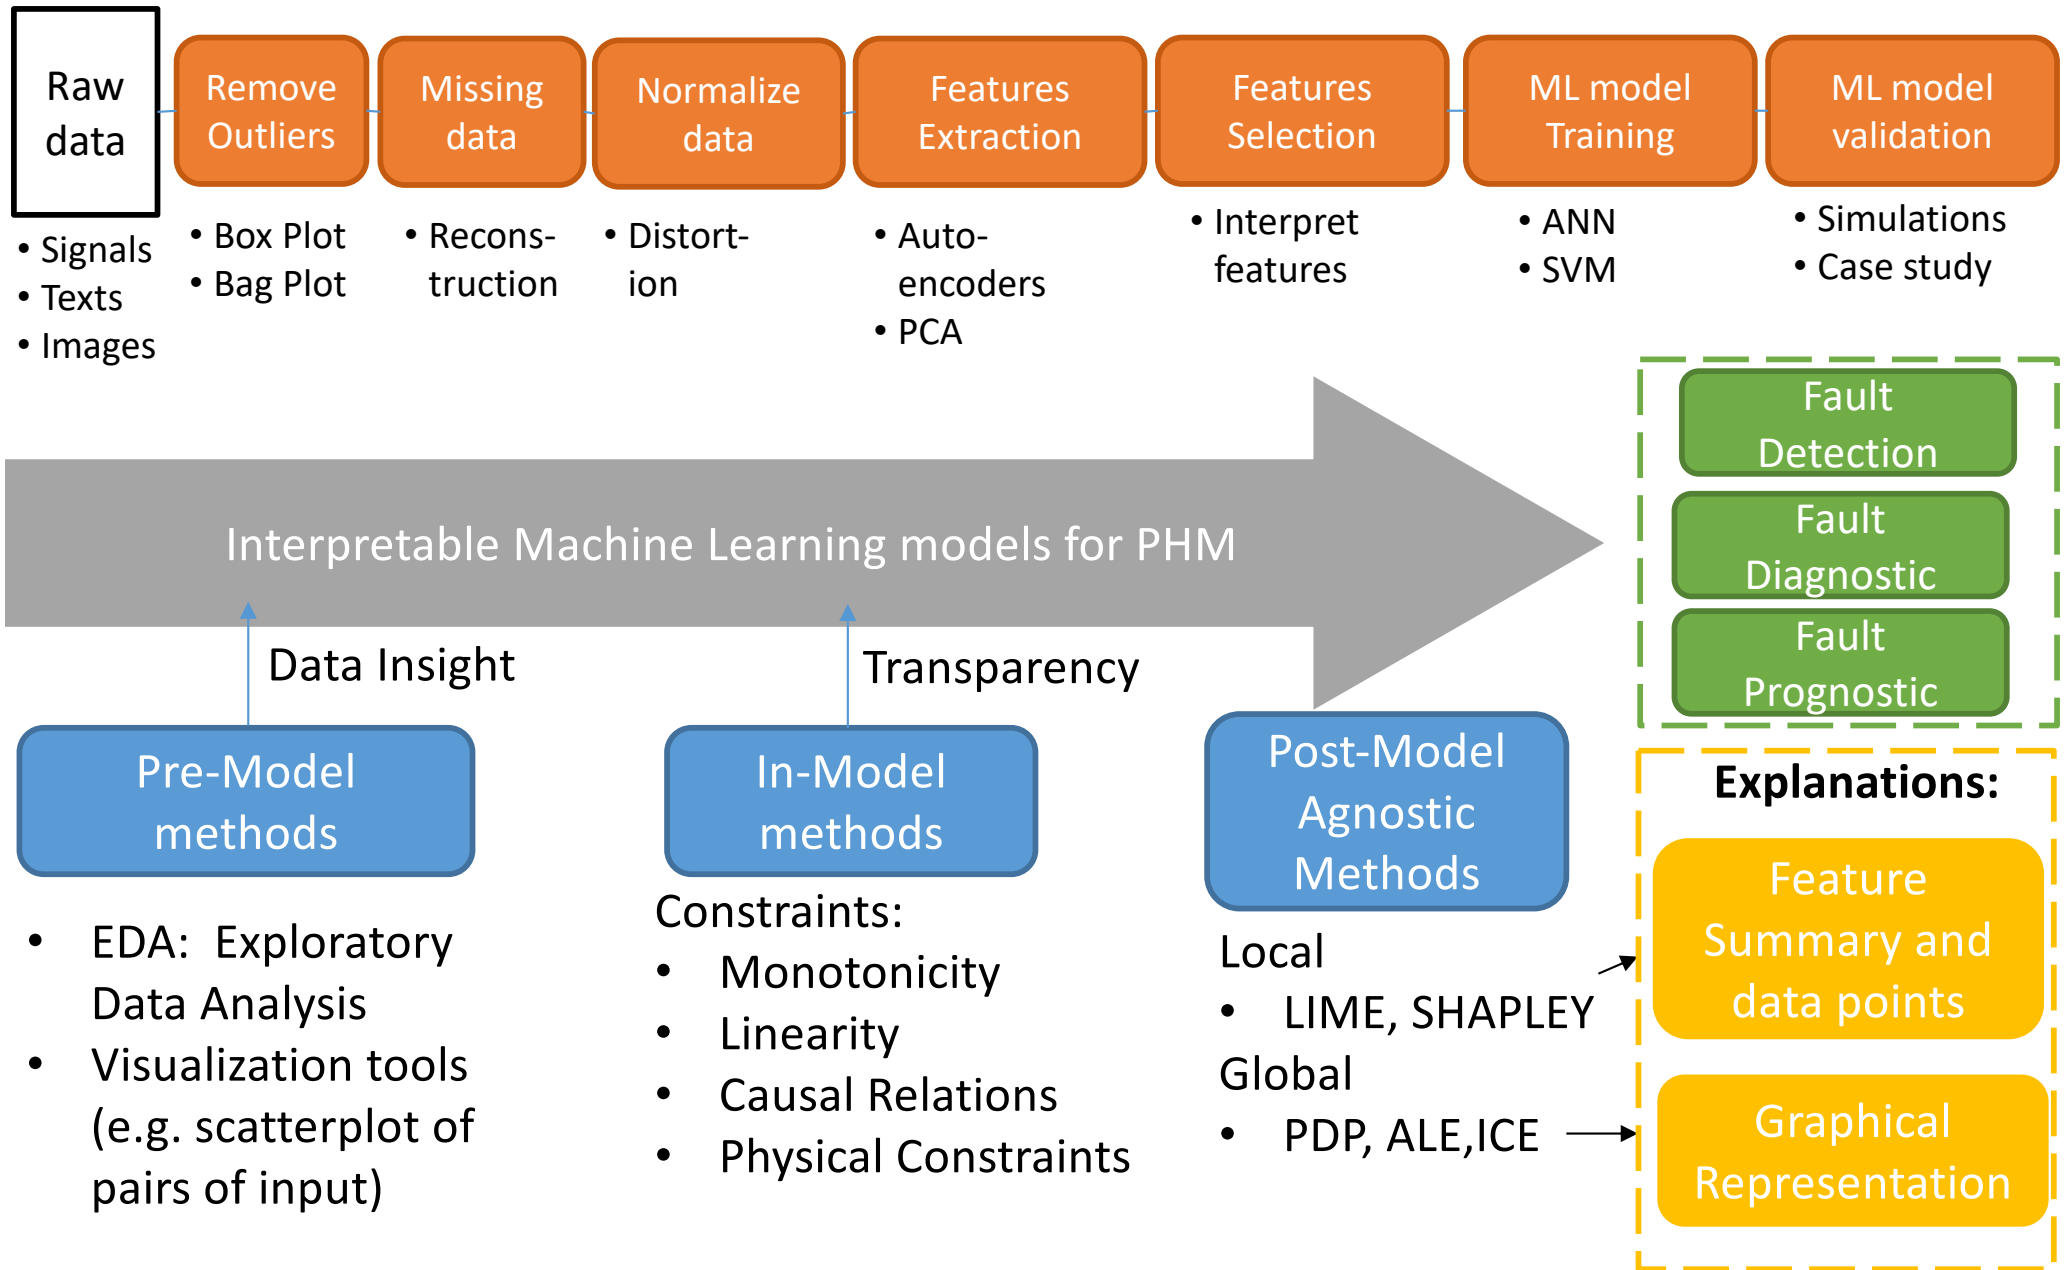 Raw
data
Remove
Outliers
Missing
data
Normalize
data
Features
Extraction
Features
Selection
ML model
Training
ML model
validation
• Signals
• Texts
• Images
• Box Plot
• Bag Plot
• Recons-
truction
• Distort-
ion
• Auto-
encoders
• PCA
• Interpret
features
• ANN
• SVM
• Simulations
• Case study
Interpretable Machine Learning models for PHM
Fault
Detection
Fault
Diagnostic
Fault
Prognostic
Data Insight
Transparency
Pre-Model
methods
In-Model
methods
Post-Model
Agnostic
Methods
• EDA: Exploratory
Data Analysis
• Visualization tools
(e.g. scatterplot of
pairs of input)
Constraints:
• Monotonicity
• Linearity
• Causal Relations
• Physical Constraints
Local
• LIME, SHAPLEY
Global
• PDP, ALE,ICE
Explanations:
Feature
Summary and
data points
Graphical
Representation